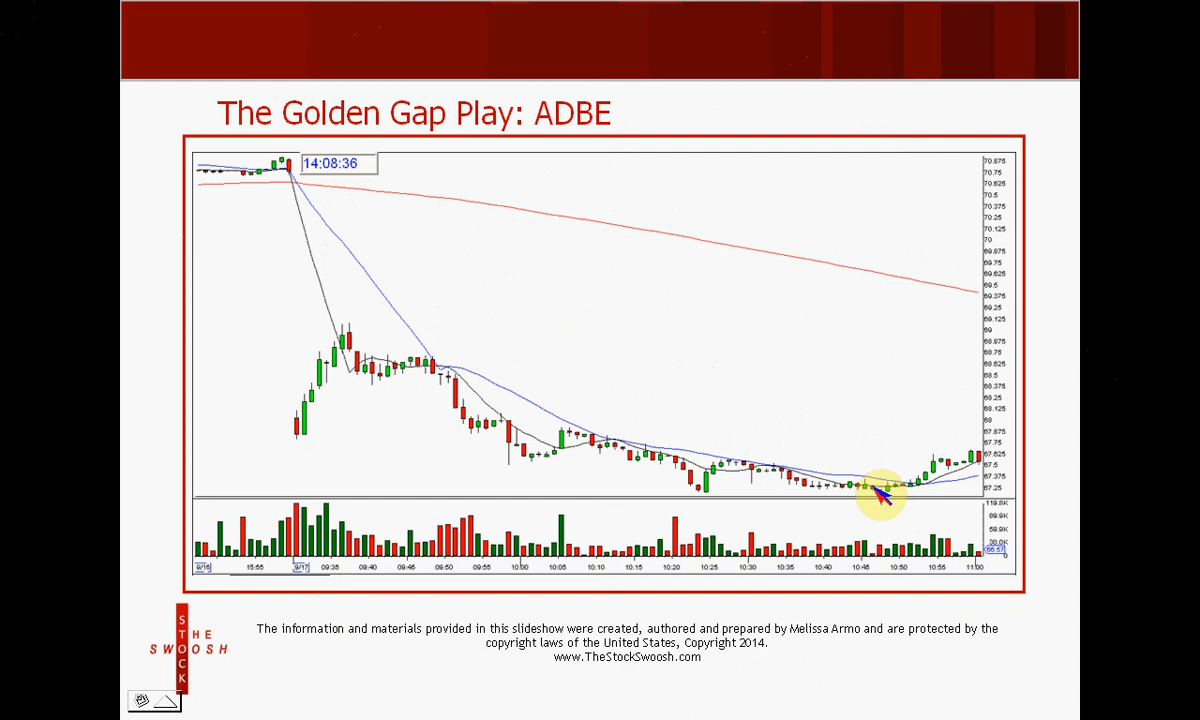 The Golden Gap Play: ADBE
14:08:36
70.875
70.75
70.625
70.5
70.375
70.25
70.125
70
69.875
69.75
69.625
69.5
69.375
69.25
69.125
69
68.875
68.75
68.625
68.5
68.375
68.25
68.125
68
67.875
67.75
67.625
67.5
67.375
67.25
119.8K
89.9K
59.9K
30.0K
0
9/16 15:55 9/17 09:35 09:40 09:45 09:50 09:55 10:00 10:05 10:10 10:15 10:20 10:25 10:30 10:35 10:40 10:45 10:50 10:55 11:00
STOCK
THE
SWOOSH
The information and materials provided in this slideshow were created, authored and prepared by Melissa Armo and are protected by the
copyright laws of the United States, Copyright 2014.
www.TheStockSwoosh.com